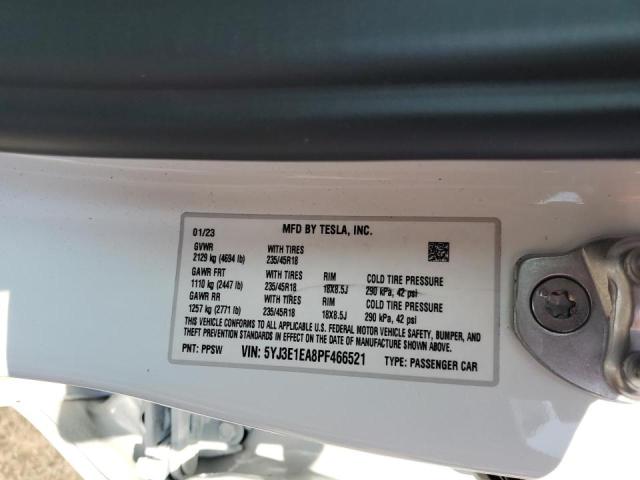 01/23 MFD BY TESLA, INC.
GVWR WITH TIRES
2129 kg (4694 lb) 235/45R18
GAWR FRT WITH TIRES RIM COLD TIRE PRESSURE
1110 kg (2447 lb) 235/45R18 18X8.5J 290 kPa, 42 psi
GAWR RR WITH TIRES RIM COLD TIRE PRESSURE
1257 kg (2771 lb) 235/45R18 18X8.5J 290 kPa, 42 psi
THIS VEHICLE CONFORMS TO ALL APPLICABLE U.S. FEDERAL MOTOR VEHICLE SAFETY, BUMPER, AND
THEFT PREVENTION STANDARDS IN EFFECT ON THE DATE OF MANUFACTURE SHOWN ABOVE.
PNT: PPSW VIN: 5YJ3E1EA8PF466521 TYPE: PASSENGER CAR